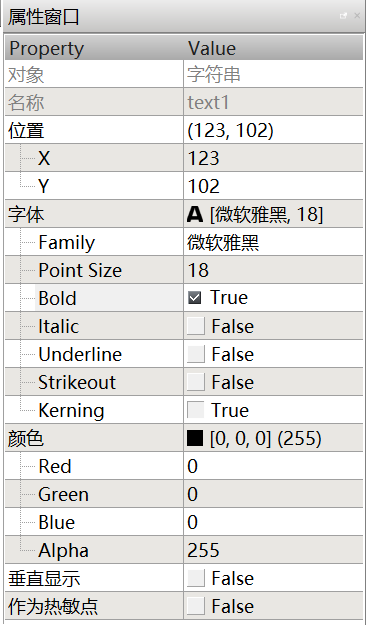 属性窗口
Property Value
对象 字符串
名称 text1
位置 (123, 102)
X 123
Y 102
字体 A [微软雅黑, 18]
Family 微软雅黑
Point Size 18
Bold True
Italic False
Underline False
Strikeout False
Kerning True
颜色 [0, 0, 0] (255)
Red 0
Green 0
Blue 0
Alpha 255
垂直显示 False
作为热敏点 False